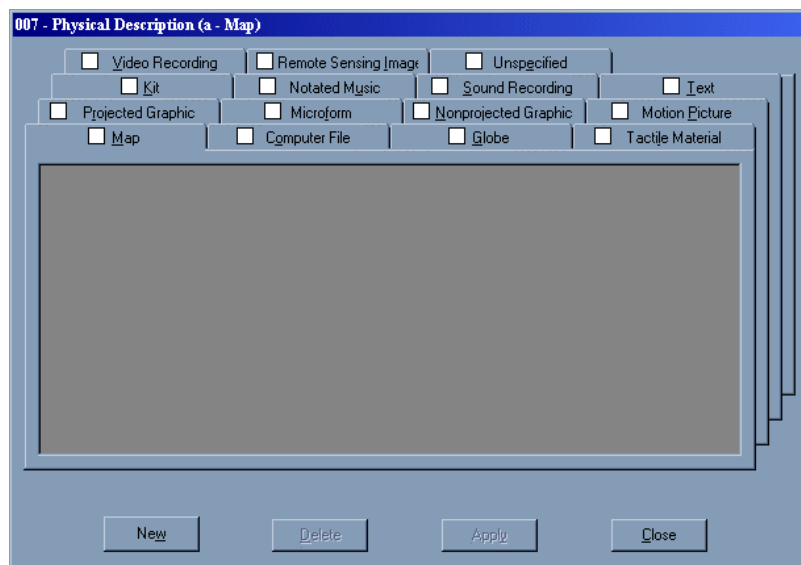 007 - Physical Description (a - Map)
Video Recording Remote Sensing Image Unspecified
Kit Notated Music Sound Recording Text
Projected Graphic Microform Nonprojected Graphic Motion Picture
Map Computer File Globe Tactile Material
New Delete Apply Close